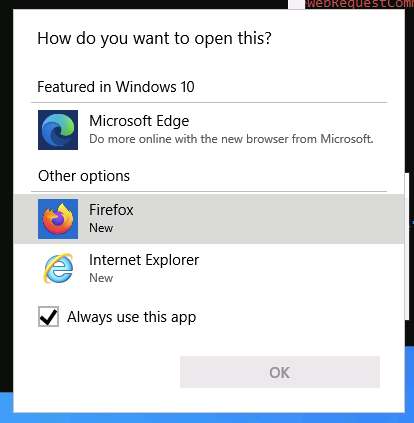 WebRequestComm
How do you want to open this?
Featured in Windows 10
Microsoft Edge
Do more online with the new browser from Microsoft.
Other options
Firefox
New
Internet Explorer
New
Always use this app
OK